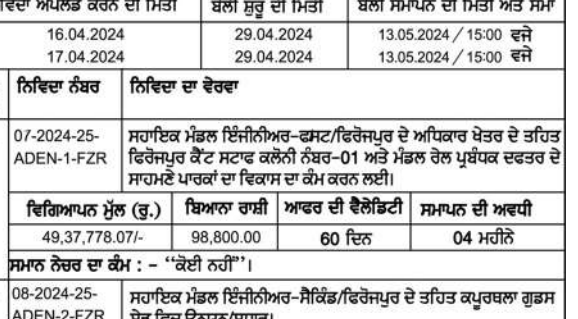 ਨਿਵਿਦਾ ਅਪਲੋਡ ਕਰਨ ਦੀ ਮਿਤੀ ਬੋਲੀ ਸ਼ੁਰੂ ਦੀ ਮਿਤੀ ਬੋਲੀ ਸਮਾਪਨ ਦੀ ਮਿਤੀ ਅਤੇ ਸਮਾਂ
16.04.2024 29.04.2024 13.05.2024 / 15:00 ਵਜੇ
17.04.2024 29.04.2024 13.05.2024 / 15:00 ਵਜੇ
ਨਿਵਿਦਾ ਨੰਬਰ ਨਿਵਿਦਾ ਦਾ ਵੇਰਵਾ
07-2024-25- ਸਹਾਇਕ ਮੰਡਲ ਇੰਜੀਨੀਅਰ-ਫਸਟ/ਫਿਰੋਜਪੁਰ ਦੇ ਅਧਿਕਾਰ ਖੇਤਰ ਦੇ ਤਹਿਤ
ADEN-1-FZR ਫਿਰੋਜਪੁਰ ਕੈਂਟ ਸਟਾਫ ਕਲੋਨੀ ਨੰਬਰ-01 ਅਤੇ ਮੰਡਲ ਰੇਲ ਪ੍ਰਬੰਧਕ ਦਫਤਰ ਦੇ
ਸਾਹਮਣੇ ਪਾਰਕਾਂ ਦਾ ਵਿਕਾਸ ਦਾ ਕੰਮ ਕਰਨ ਲਈ।
ਵਿਗਿਆਪਨ ਮੁੱਲ (ਰੁ.) ਬਿਆਨਾ ਰਾਸ਼ੀ ਆਫਰ ਦੀ ਵੈਲੇਡਿਟੀ ਸਮਾਪਨ ਦੀ ਅਵਧੀ
49,37,778.07/- 98,800.00 60 ਦਿਨ 04 ਮਹੀਨੇ
ਸਮਾਨ ਨੇਚਰ ਦਾ ਕੰਮ : - “ਕੋਈ ਨਹੀਂ”।
08-2024-25- ਸਹਾਇਕ ਮੰਡਲ ਇੰਜੀਨੀਅਰ-ਸੈਕਿੰਡ/ਫਿਰੋਜਪੁਰ ਦੇ ਤਹਿਤ ਕਪੂਰਥਲਾ ਗੁਡਸ
ADEN-2-FZR